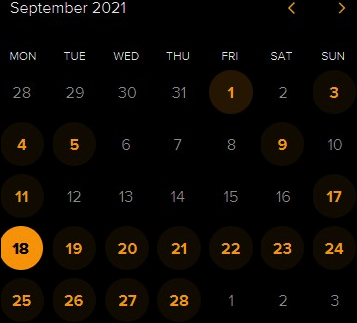 September 2021
MON TUE WED THU FRI SAT SUN
28 29 30 31 1 2 3
4 5 6 7 8 9 10
11 12 13 14 15 16 17
18 19 20 21 22 23 24
25 26 27 28 1 2 3